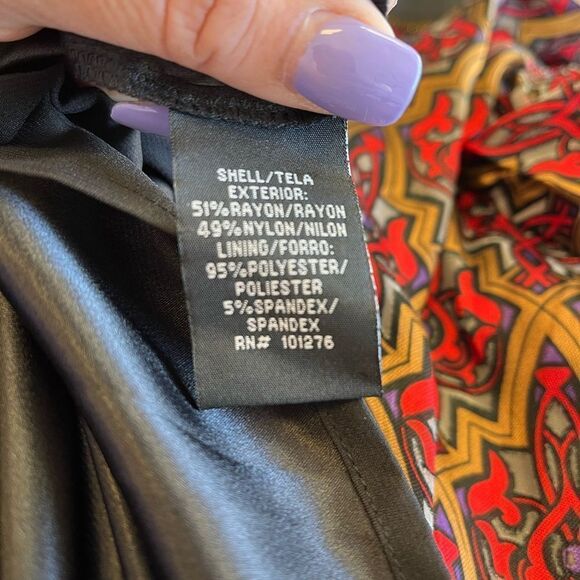 SHELL/TELA
EXTERIOR:
51%RAYON/RAYON
49%NYLON/NILON
LINING/FORRO:
95%POLYESTER/
POLIESTER
5%SPANDEX/
SPANDEX
RN# 101276